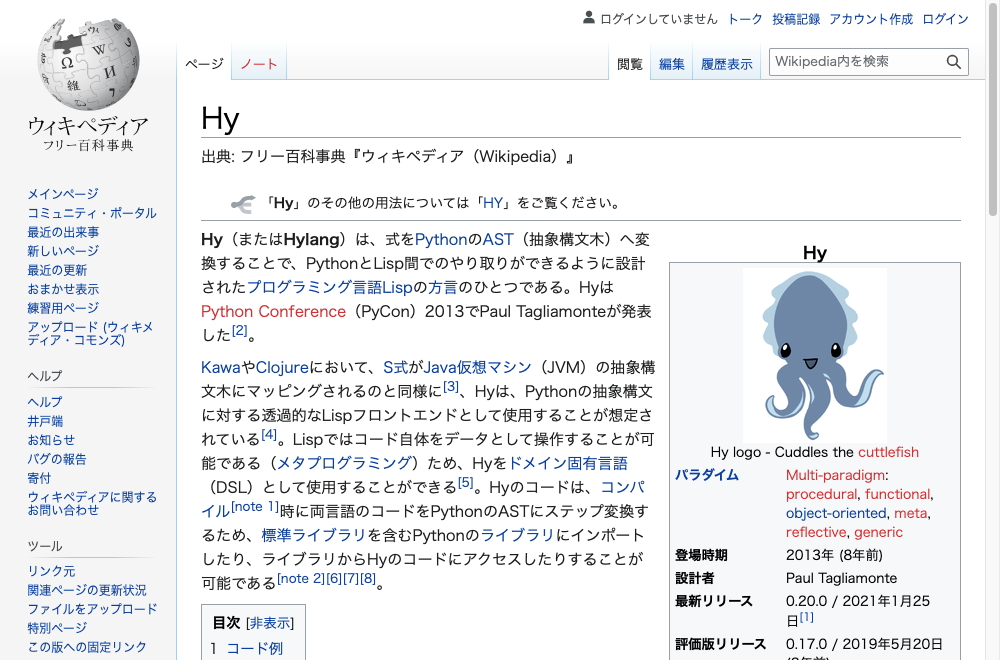 ログインしていません トーク 投稿記録 アカウント作成 ログイン
ページ ノート 閲覧 編集 履歴表示 Wikipedia内を検索
ウィキペディア
フリー百科事典
メインページ
コミュニティ・ポータル
最近の出来事
新しいページ
最近の更新
おまかせ表示
練習用ページ
アップロード (ウィキメ
ディア・コモンズ)
ヘルプ
ヘルプ
井戸端
お知らせ
バグの報告
寄付
ウィキペディアに関する
お問い合わせ
ツール
リンク元
関連ページの更新状況
ファイルをアップロード
特別ページ
この版への固定リンク
Hy
出典: フリー百科事典『ウィキペディア（Wikipedia）』
「Hy」のその他の用法については「HY」をご覧ください。
Hy（またはHylang）は、式をPythonのAST（抽象構文木）へ変
換することで、PythonとLisp間でのやり取りができるように設計
されたプログラミング言語Lispの方言のひとつである。Hyは
Python Conference（PyCon）2013でPaul Tagliamonteが発表
した[2]。
KawaやClojureにおいて、S式がJava仮想マシン（JVM）の抽象構
文木にマッピングされるのと同様に[3]、Hyは、Pythonの抽象構文
に対する透過的なLispフロントエンドとして使用することが想定さ
れている[4]。Lispではコード自体をデータとして操作することが可
能である（メタプログラミング）ため、Hyをドメイン固有言語
（DSL）として使用することができる[5]。Hyのコードは、コンパ
イル[note 1]時に両言語のコードをPythonのASTにステップ変換す
るため、標準ライブラリを含むPythonのライブラリにインポート
したり、ライブラリからHyのコードにアクセスしたりすることが
可能である[note 2][6][7][8]。
目次 [非表示]
1 コード例
Hy
Hy logo - Cuddles the cuttlefish
パラダイム Multi-paradigm:
procedural, functional,
object-oriented, meta,
reflective, generic
登場時期 2013年 (8年前)
設計者 Paul Tagliamonte
最新リリース 0.20.0 / 2021年1月25
日[1]
評価版リリース 0.17.0 / 2019年5月20日